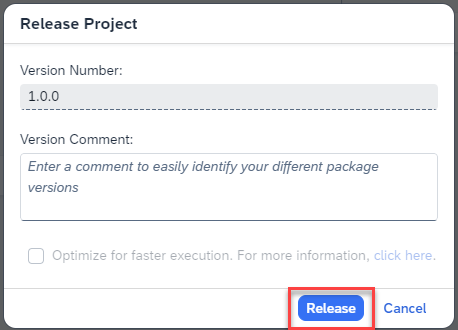 Release Project
Version Number:
1.0.0
Version Comment:
Enter a comment to easily identify your different package
versions
Optimize for faster execution. For more information, click here.
Release Cancel